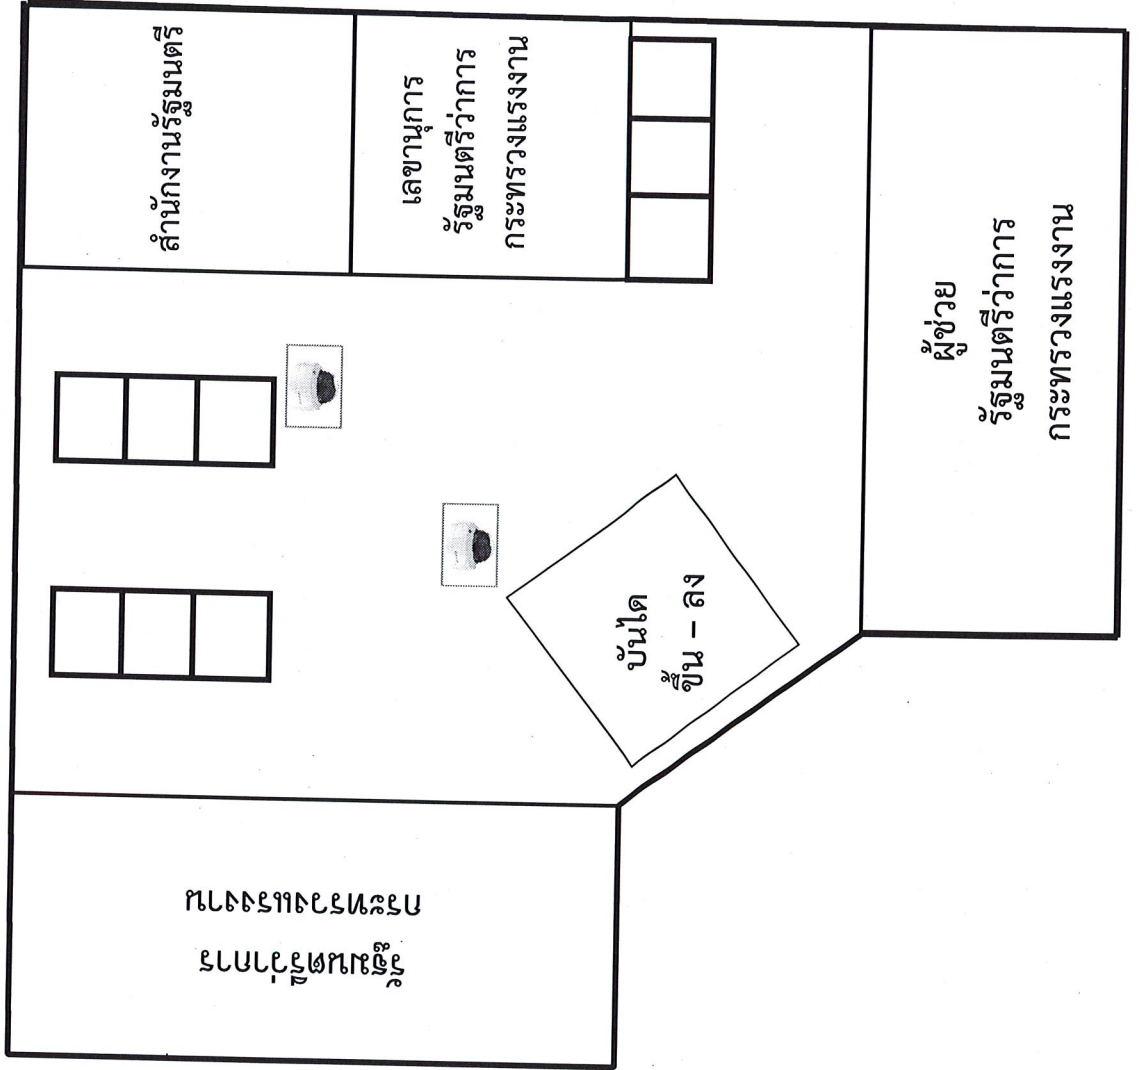 สำนักงานรัฐมนตรี
เลขานุการ
รัฐมนตรีว่าการ
กระทรวงแรงงาน
ผู้ช่วย
รัฐมนตรีว่าการ
กระทรวงแรงงาน
บันได
ขึ้น – ลง
รัฐมนตรีว่าการ
กระทรวงแรงงาน